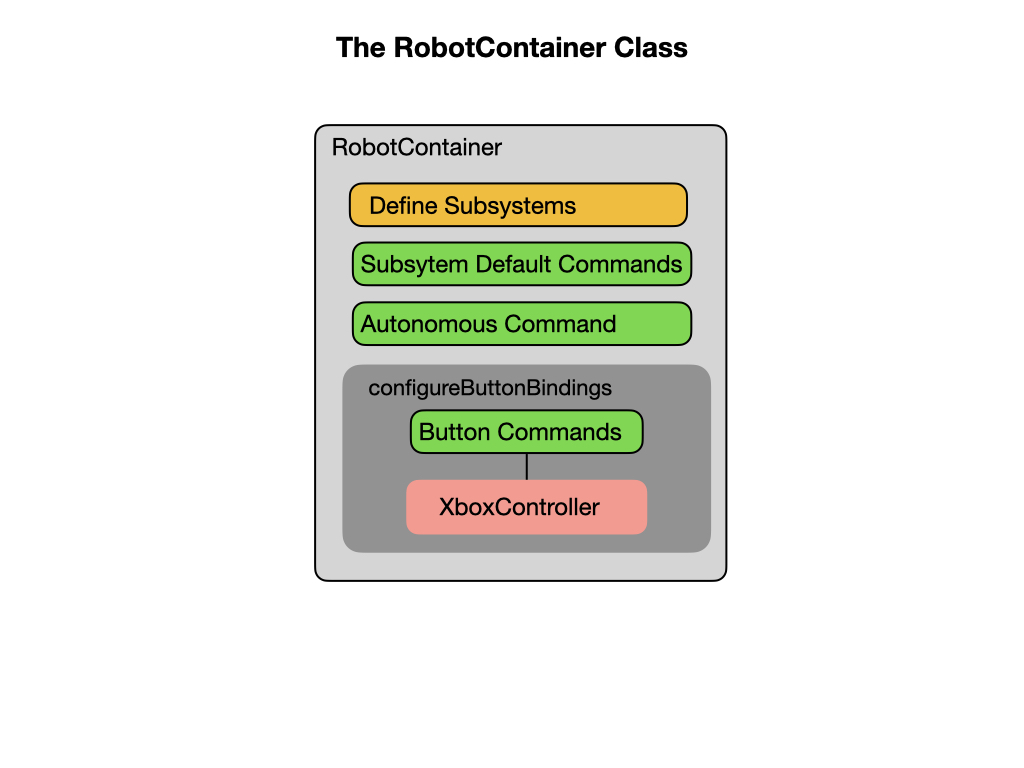 The RobotContainer Class
RobotContainer
Define Subsystems
Subsytem Default Commands
Autonomous Command
configureButtonBindings
Button Commands
XboxController